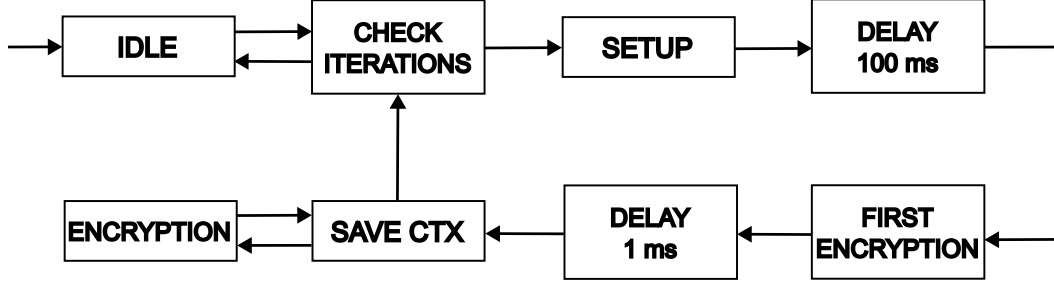 IDLE
CHECK
ITERATIONS
SETUP
DELAY
100 ms
ENCRYPTION
SAVE CTX
DELAY
1 ms
FIRST
ENCRYPTION